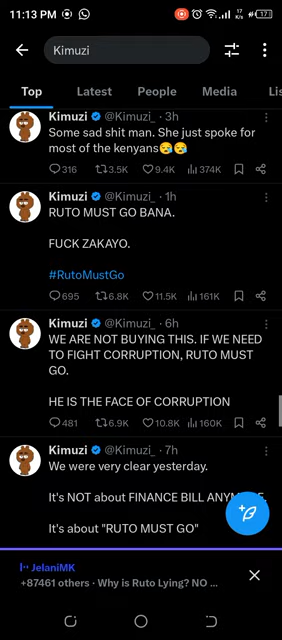 11:13 PM
17 K/s
17
Kimuzi
Top Latest People Media Lis
Kimuzi @Kimuzi_ · 3h
Some sad shit man. She just spoke for
most of the kenyans😪😪
316 3.5K 9.4K 374K
Kimuzi @Kimuzi_ · 1h
RUTO MUST GO BANA.
FUCK ZAKAYO.
#RutoMustGo
695 6.8K 11.5K 161K
Kimuzi @Kimuzi_ · 6h
WE ARE NOT BUYING THIS. IF WE NEED
TO FIGHT CORRUPTION, RUTO MUST
GO.
HE IS THE FACE OF CORRUPTION
481 6.9K 10.8K 160K
Kimuzi @Kimuzi_ · 7h
We were very clear yesterday.
It's NOT about FINANCE BILL
It's about "RUTO MUST GO"
JelaniMK
+87461 others · Why is Ruto Lying? NO ...